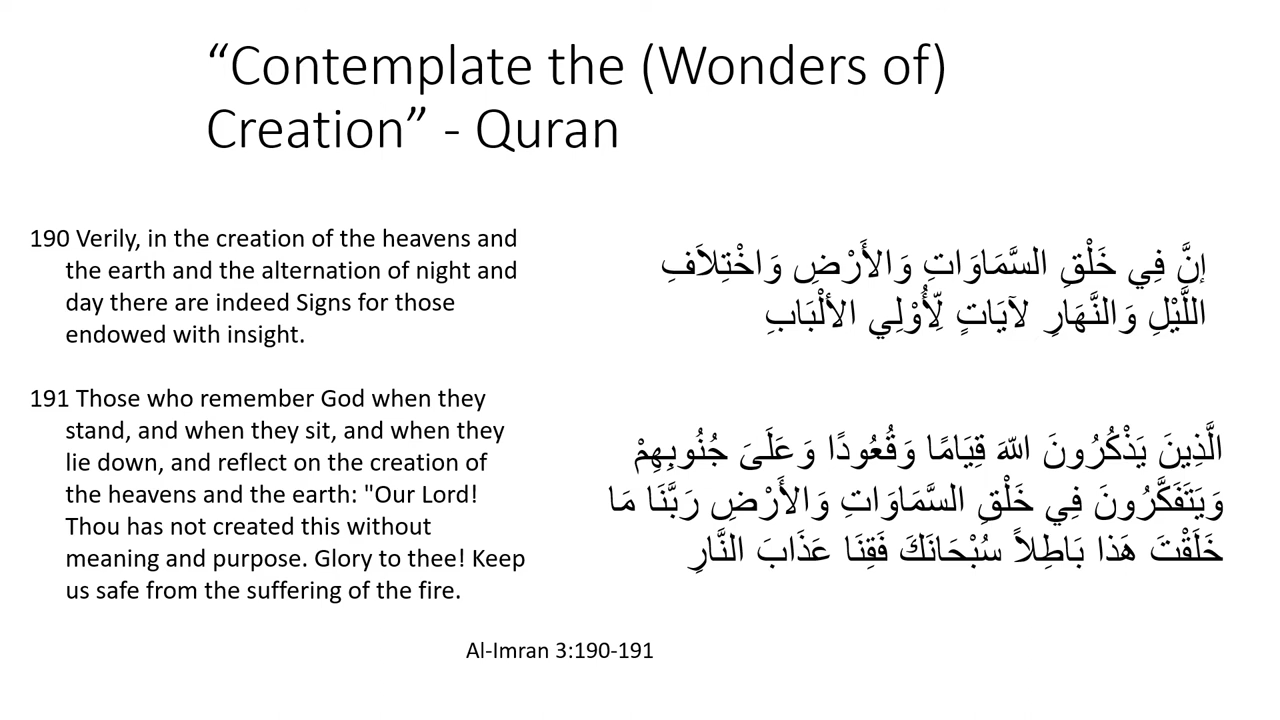 “Contemplate the (Wonders of)
Creation” - Quran
190 Verily, in the creation of the heavens and
the earth and the alternation of night and
day there are indeed Signs for those
endowed with insight.
إنَّ فِي خَلْقِ السَّمَاوَاتِ وَالأَرْضِ وَاخْتِلاَفِ
اللَّيْلِ وَالنَّهَارِ لآيَاتٍ لِّأُوْلِي الألْبَابِ
191 Those who remember God when they
stand, and when they sit, and when they
lie down, and reflect on the creation of
the heavens and the earth: "Our Lord!
Thou has not created this without
meaning and purpose. Glory to thee! Keep
us safe from the suffering of the fire.
الَّذِينَ يَذْكُرُونَ اللّهَ قِيَامًا وَقُعُودًا وَعَلَىَ جُنُوبِهِمْ
وَيَتَفَكَّرُونَ فِي خَلْقِ السَّمَاوَاتِ وَالأَرْضِ رَبَّنَا مَا
خَلَقْتَ هَذا بَاطِلاً سُبْحَانَكَ فَقِنَا عَذَابَ النَّارِ
Al-Imran 3:190-191